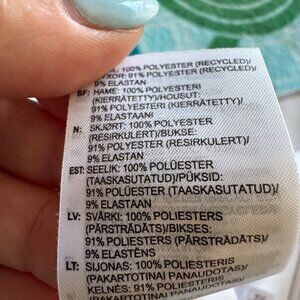 100% POLYESTER (RECYCLED)/
91% POLYESTER (RECYCLED)/
9% ELASTAN
SF: HAME: 100% POLYESTERI
(KIERRÄTETTY)/HOUSUT:
91% POLYESTERI (KIERRÄTETTY)/
9% ELASTAANI
N: SKJØRT: 100% POLYESTER
(RESIRKULERT)/BUKSE:
91% POLYESTER (RESIRKULERT)/
9% ELASTAN
EST: SEELIK: 100% POLÜESTER
(TAASKASUTATUD)/PÜKSID:
91% POLÜESTER (TAASKASUTATUD)/
9% ELASTAAN
LV: SVĀRKI: 100% POLIESTERS
(PĀRSTRĀDĀTS)/BIKSES:
91% POLIESTERS (PĀRSTRĀDĀTS)/
9% ELASTĒNS
LT: SIJONAS: 100% POLIESTERIS
(PAKARTOTINAI PANAUDOTAS)/
KELNĖS: 91% POLIESTERIS
(PAKARTOTINAI PANAUDOTAS)/